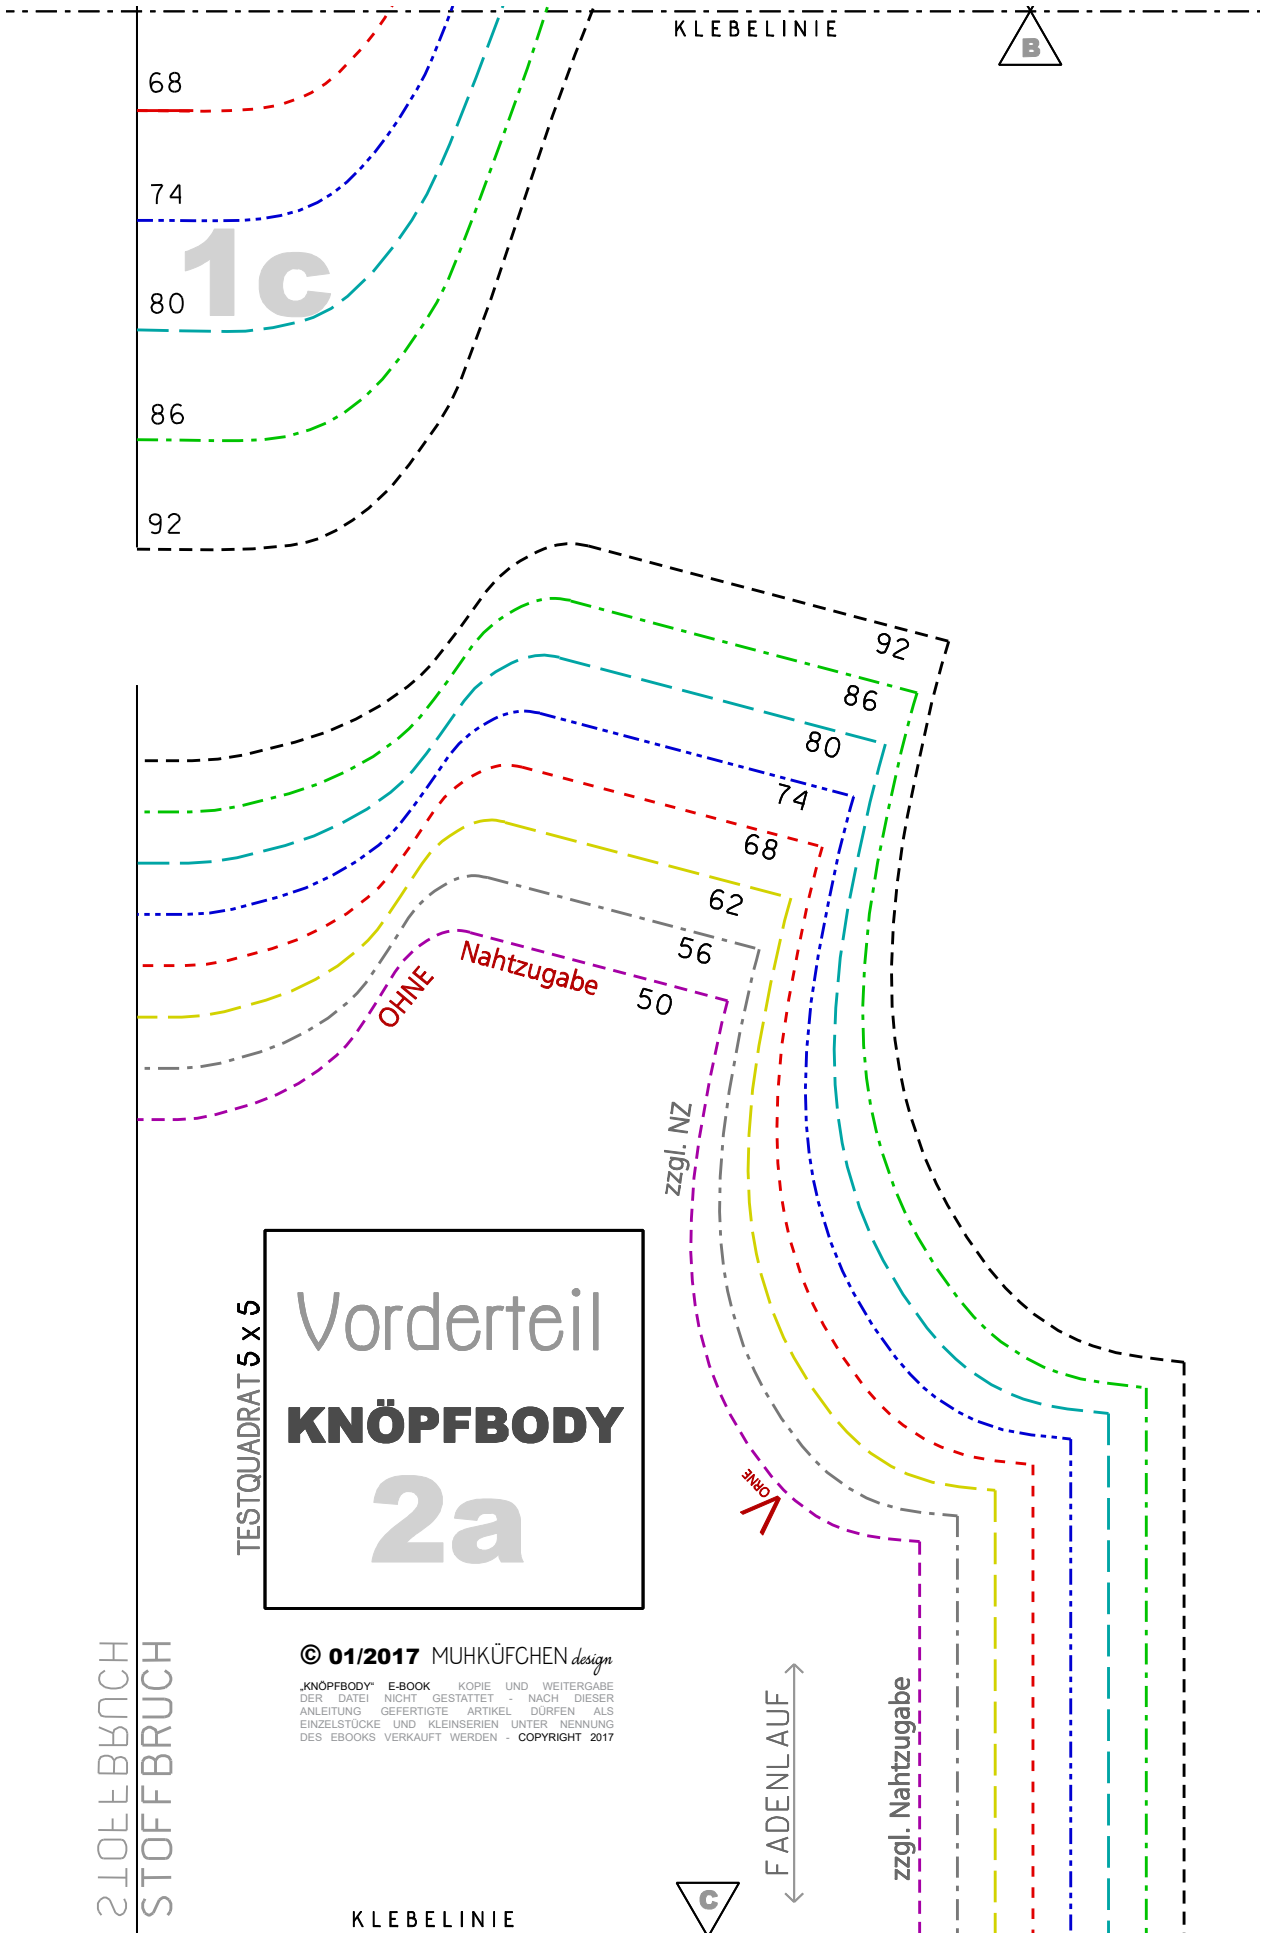 KLEBELINIE
B
68
74
1c
80
86
92
92
86
80
74
68
62
56
50
OHNE Nahtzugabe
zzgl. NZ
TESTQUADRAT 5 x 5
Vorderteil
KNÖPFBODY
2a
VORNE
© 01/2017 MUHKÜFCHEN design
„KNÖPFBODY“ E-BOOK KOPIE UND WEITERGABE
DER DATEI NICHT GESTATTET - NACH DIESER
ANLEITUNG GEFERTIGTE ARTIKEL DÜRFEN ALS
EINZELSTÜCKE UND KLEINSERIEN UNTER NENNUNG
DES EBOOKS VERKAUFT WERDEN - COPYRIGHT 2017
STOFFBRUCH
STOFFBRUCH
FADENLAUF
zzgl. Nahtzugabe
C
KLEBELINIE